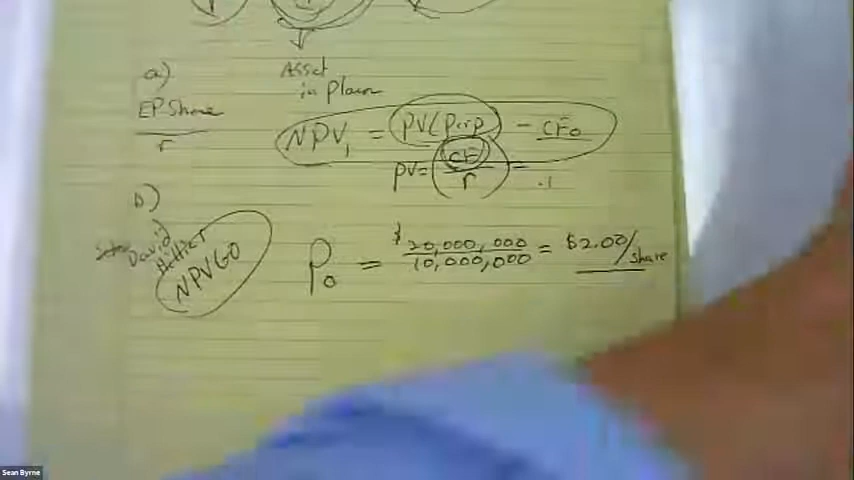 a)
Asset
in Place
EPShare
r
NPV₁ = PV(Perp) - CF₀
PV = CF/r = .1
b)
David
Hillier
NPVGO
P₀ = $20,000,000/10,000,000 = $2.00/share
Sean Byrne